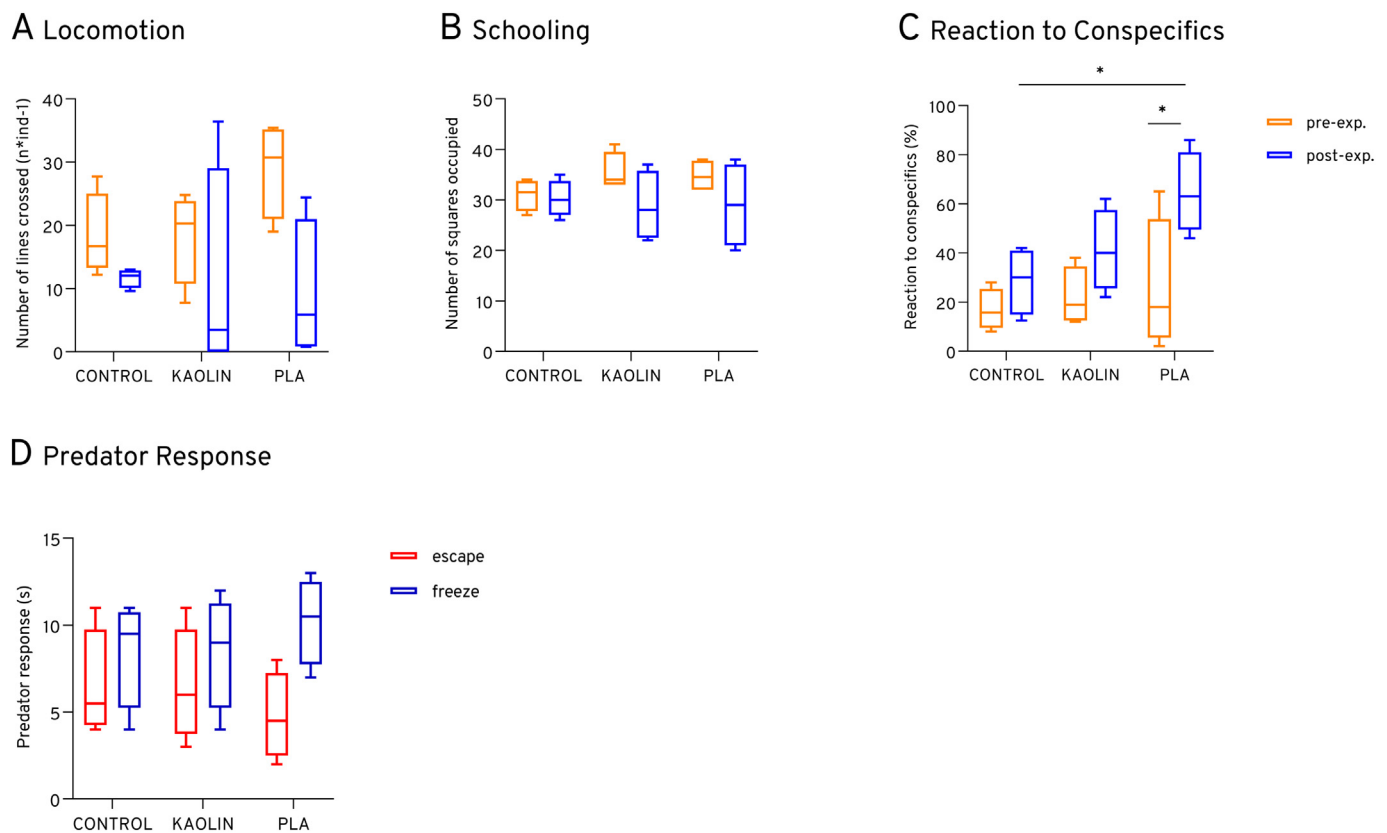 A Locomotion
Number of lines crossed (n*ind-1)
40
30
20
10
0
CONTROL KAOLIN PLA
B Schooling
Number of squares occupied
50
40
30
20
10
0
CONTROL KAOLIN PLA
C Reaction to Conspecifics
*
*
Reaction to conspecifics (%)
100
80
60
40
20
0
CONTROL KAOLIN PLA
pre-exp.
post-exp.
D Predator Response
Predator response (s)
15
10
5
0
CONTROL KAOLIN PLA
escape
freeze